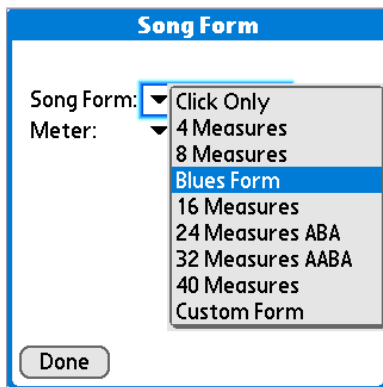 Song Form
Song Form:
Click Only
Meter:
4 Measures
8 Measures
Blues Form
16 Measures
24 Measures ABA
32 Measures AABA
40 Measures
Custom Form
Done